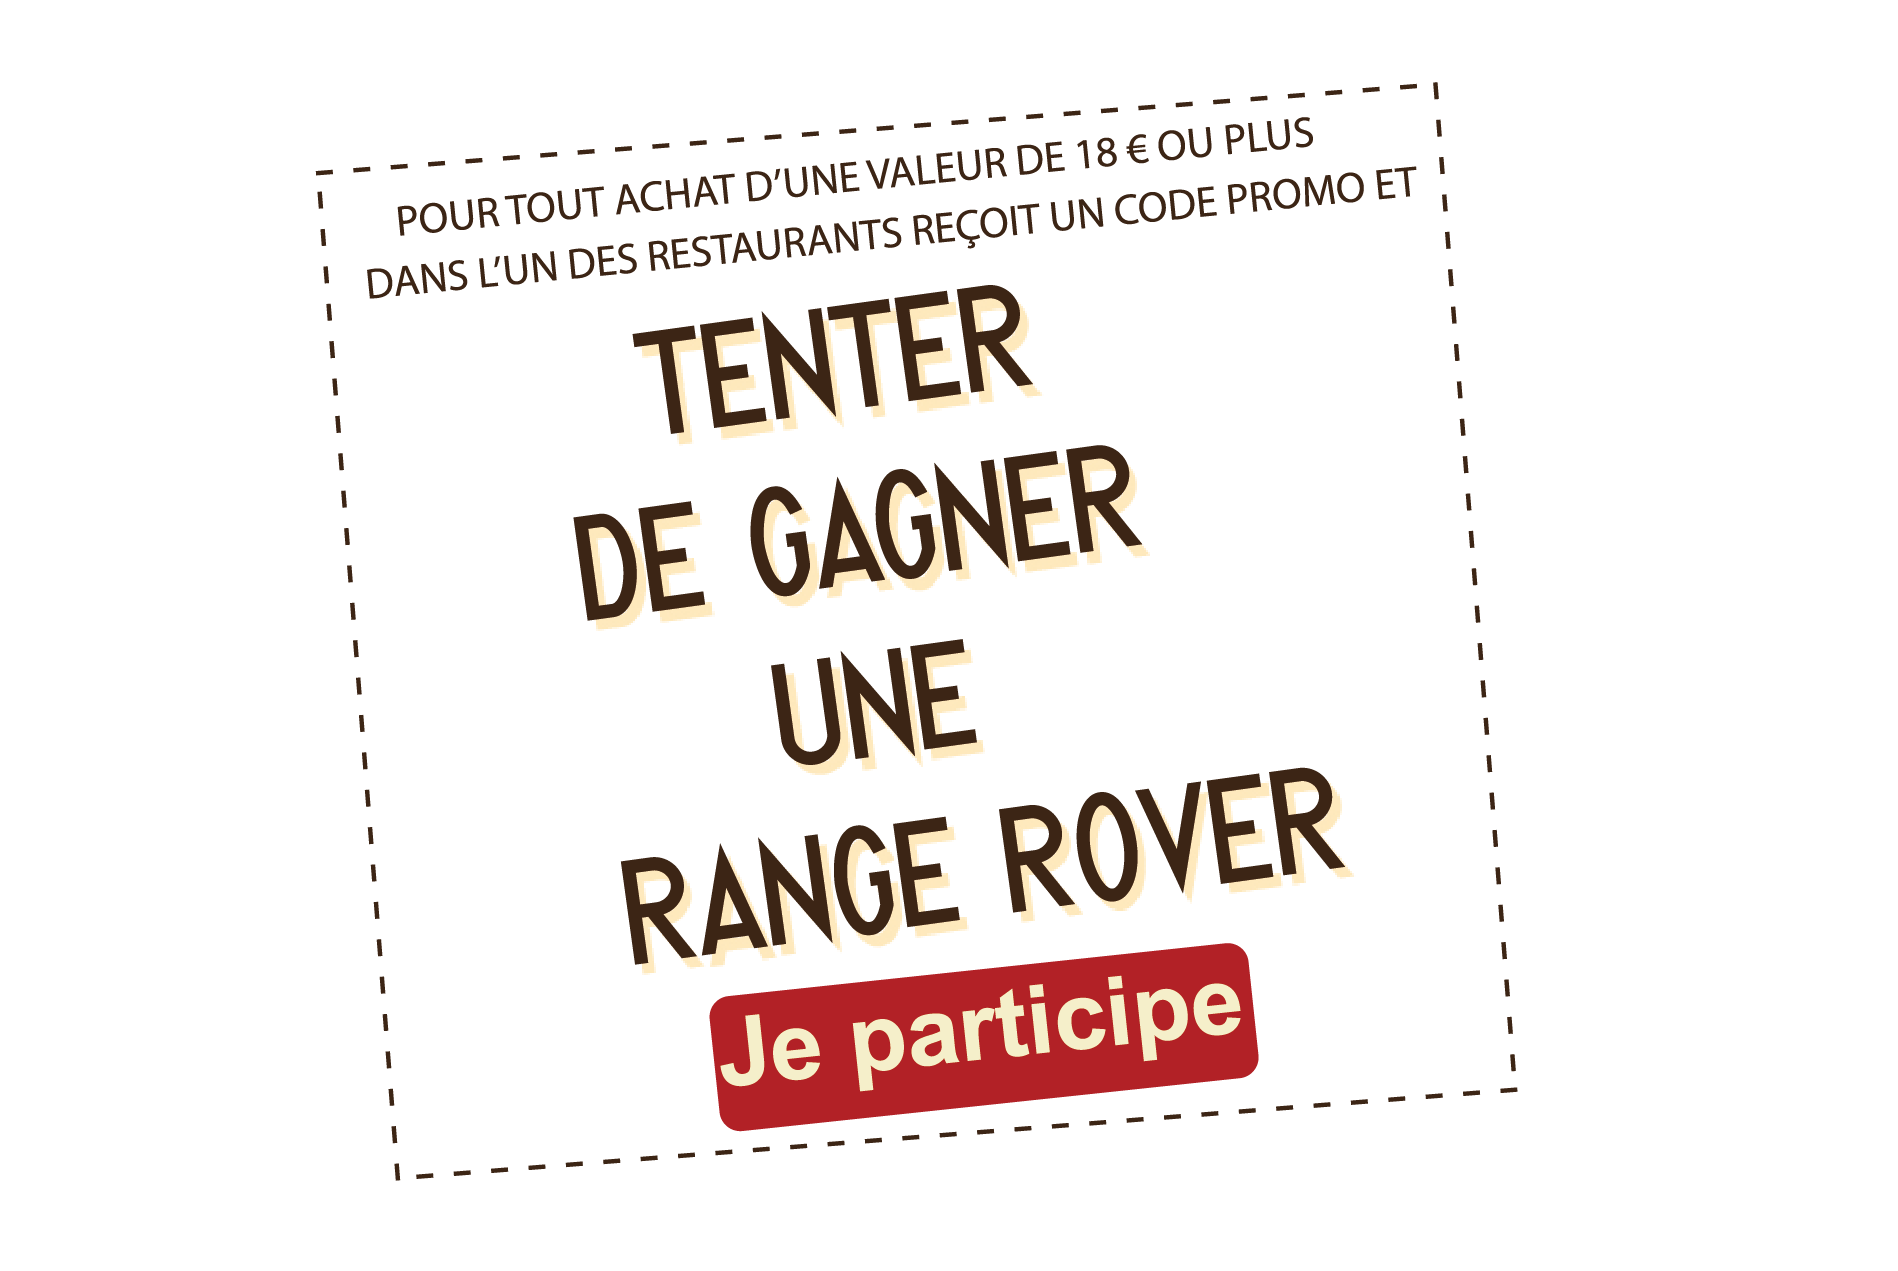 POUR TOUT ACHAT D’UNE VALEUR DE 18 € OU PLUS
DANS L’UN DES RESTAURANTS REÇOIT UN CODE PROMO ET
TENTER
DE GAGNER
UNE
RANGE ROVER
Je participe